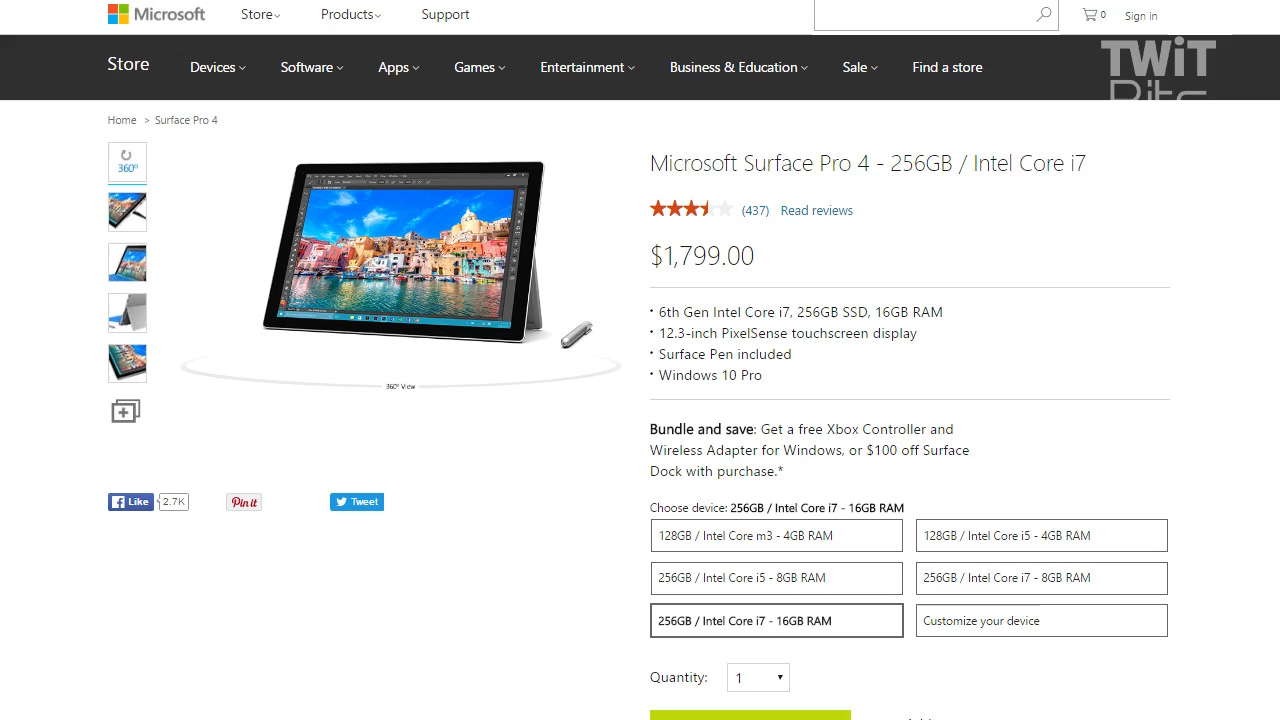 Microsoft
Store
Products
Support
0
Sign in
TWiT
Bits
Store
Devices
Software
Apps
Games
Entertainment
Business & Education
Sale
Find a store
Home > Surface Pro 4
360º
Microsoft Surface Pro 4 - 256GB / Intel Core i7
(437) Read reviews
$1,799.00
• 6th Gen Intel Core i7, 256GB SSD, 16GB RAM
• 12.3-inch PixelSense touchscreen display
• Surface Pen included
• Windows 10 Pro
360º View
Bundle and save: Get a free Xbox Controller and
Wireless Adapter for Windows, or $100 off Surface
Dock with purchase.*
Like 2.7K
Pin it
Tweet
Choose device: 256GB / Intel Core i7 - 16GB RAM
128GB / Intel Core m3 - 4GB RAM
128GB / Intel Core i5 - 4GB RAM
256GB / Intel Core i5 - 8GB RAM
256GB / Intel Core i7 - 8GB RAM
256GB / Intel Core i7 - 16GB RAM
Customize your device
Quantity: 1